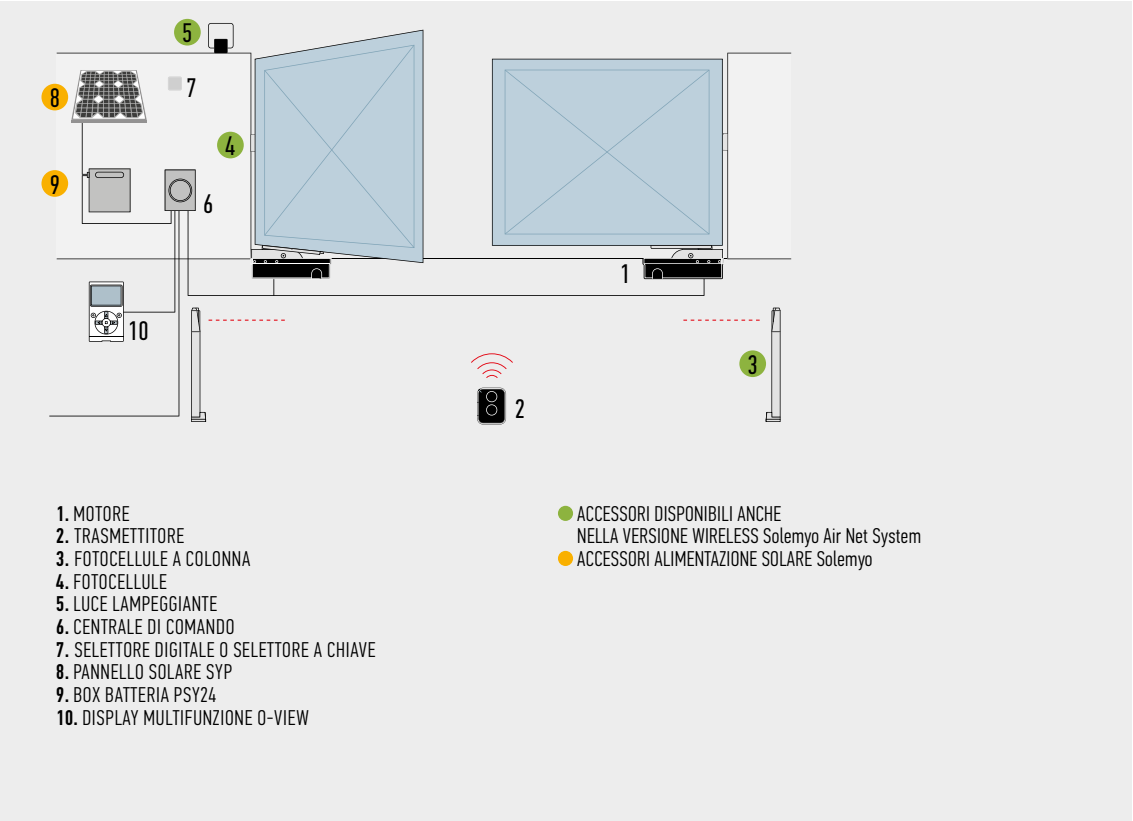 5
8
7
4
9
6
1
10
3
2
1. MOTORE
2. TRASMETTITORE
3. FOTOCELLULE A COLONNA
4. FOTOCELLULE
5. LUCE LAMPEGGIANTE
6. CENTRALE DI COMANDO
7. SELETTORE DIGITALE O SELETTORE A CHIAVE
8. PANNELLO SOLARE SYP
9. BOX BATTERIA PSY24
10. DISPLAY MULTIFUNZIONE O-VIEW
ACCESSORI DISPONIBILI ANCHE
NELLA VERSIONE WIRELESS Solemyo Air Net System
ACCESSORI ALIMENTAZIONE SOLARE Solemyo